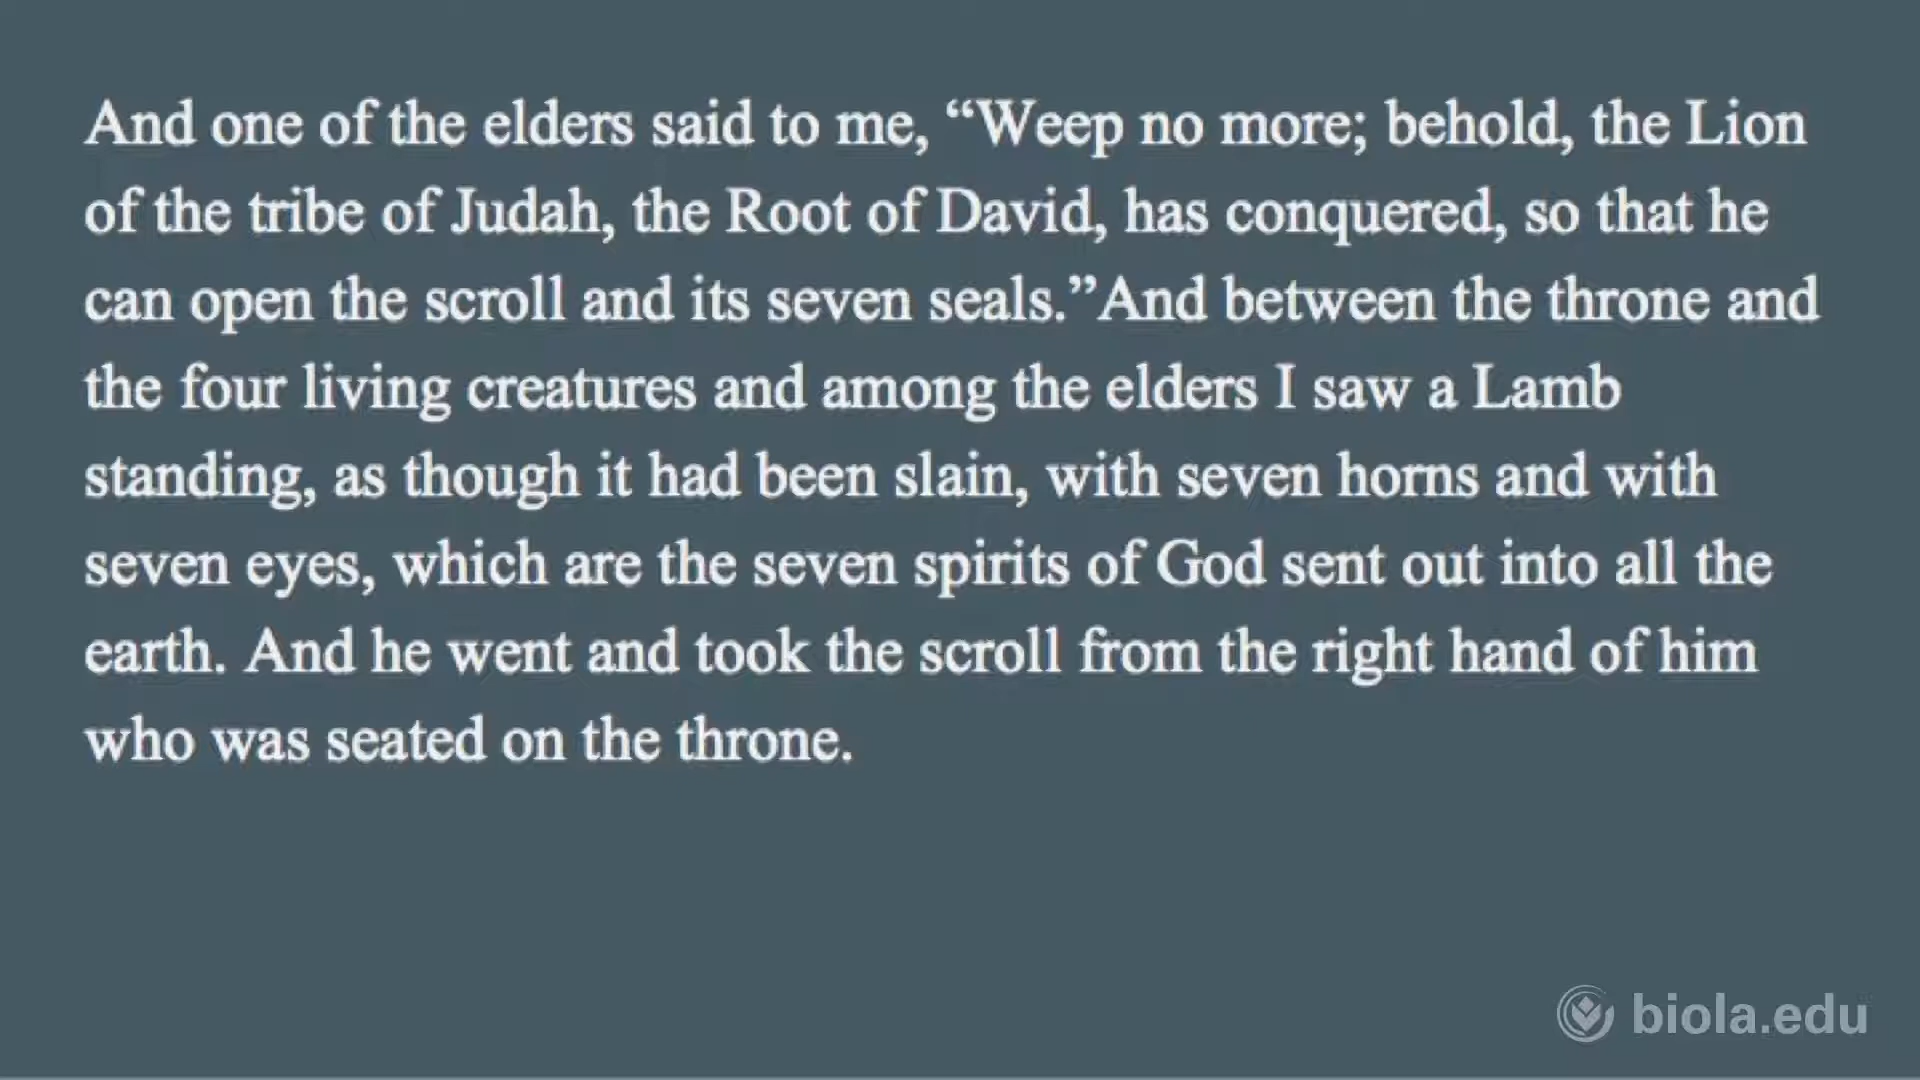 And one of the elders said to me, “Weep no more; behold, the Lion
of the tribe of Judah, the Root of David, has conquered, so that he
can open the scroll and its seven seals.”And between the throne and
the four living creatures and among the elders I saw a Lamb
standing, as though it had been slain, with seven horns and with
seven eyes, which are the seven spirits of God sent out into all the
earth. And he went and took the scroll from the right hand of him
who was seated on the throne.
biola.edu